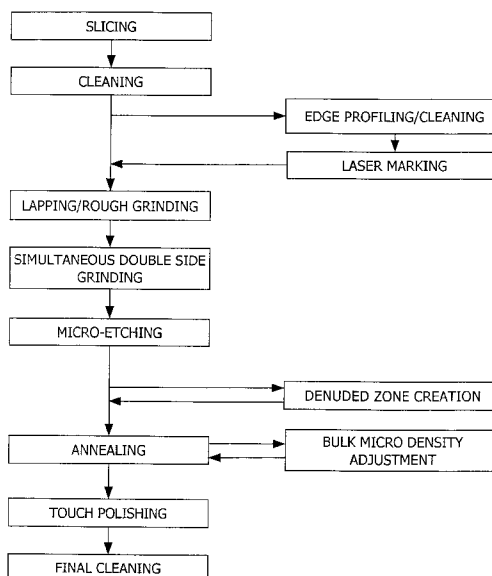 SLICING
CLEANING
EDGE PROFILING/CLEANING
LASER MARKING
LAPPING/ROUGH GRINDING
SIMULTANEOUS DOUBLE SIDE
GRINDING
MICRO-ETCHING
DENUDED ZONE CREATION
ANNEALING
BULK MICRO DENSITY
ADJUSTMENT
TOUCH POLISHING
FINAL CLEANING